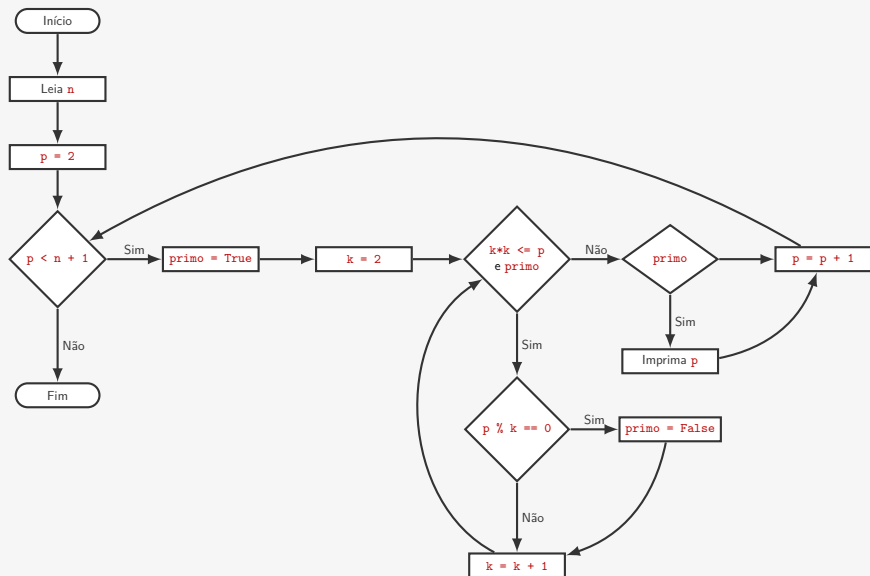 Início
Leia n
p = 2
p < n + 1
Sim
primo = True
k = 2
k*k <= p
e primo
Não
primo
p = p + 1
Sim
Imprima p
Não
Fim
Sim
p % k == 0
Sim
primo = False
Não
k = k + 1